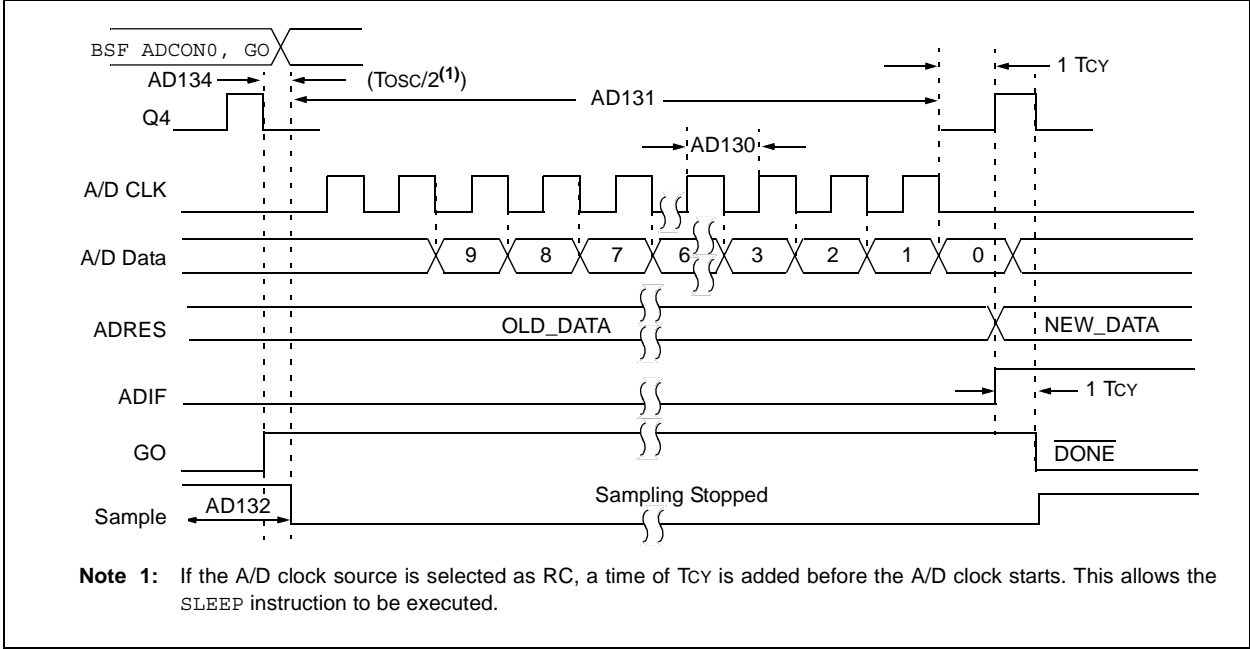 BSF ADCON0, GO
1 TCY
AD134
(TOSC/2(1))
AD131
Q4
AD130
A/D CLK
A/D Data
9 8 7 6 3 2 1 0
ADRES
OLD_DATA
NEW_DATA
ADIF
1 TCY
GO
DONE
Sample
AD132
Sampling Stopped
Note 1: If the A/D clock source is selected as RC, a time of TCY is added before the A/D clock starts. This allows the
SLEEP instruction to be executed.